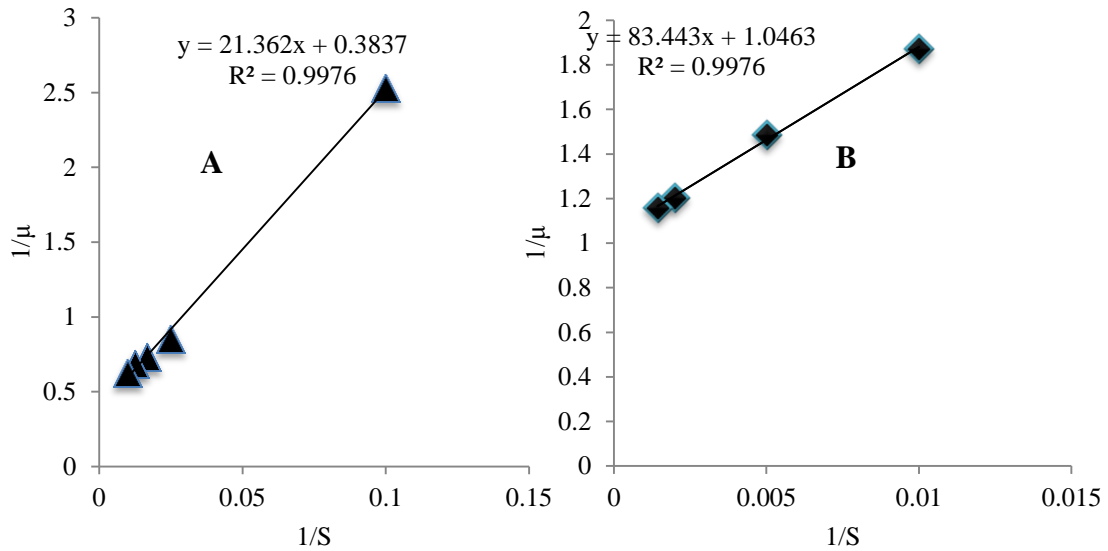 3
2.5
2
1.5
1
0.5
0
0
0.05
0.1
0.15
1/μ
1/S
y = 21.362x + 0.3837
R² = 0.9976
A
2
1.8
1.6
1.4
1.2
1
0.8
0.6
0.4
0.2
0
0
0.005
0.01
0.015
1/μ
1/S
y = 83.443x + 1.0463
R² = 0.9976
B